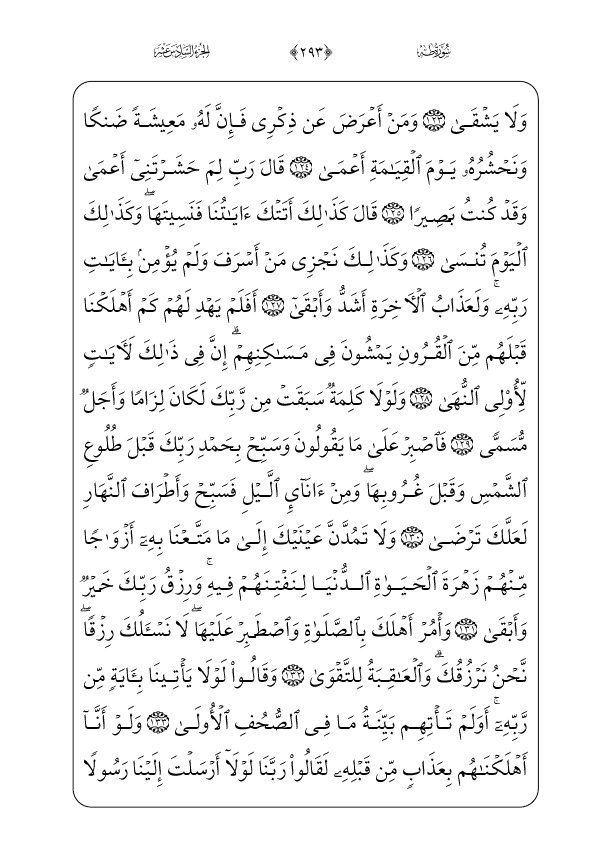 سُورَةُ طه ﴿٢٩٣﴾ الجزء السادس عشر
وَلَا يَشۡقَىٰ ١٢٣ وَمَنۡ أَعۡرَضَ عَن ذِكۡرِى فَإِنَّ لَهُۥ مَعِيشَةً ضَنكًا
وَنَحۡشُرُهُۥ يَوۡمَ ٱلۡقِيَٰمَةِ أَعۡمَىٰ ١٢٤ قَالَ رَبِّ لِمَ حَشَرۡتَنِىٓ أَعۡمَىٰ
وَقَدۡ كُنتُ بَصِيرًا ١٢٥ قَالَ كَذَٰلِكَ أَتَتۡكَ ءَايَٰتُنَا فَنَسِيتَهَاۖ وَكَذَٰلِكَ
ٱلۡيَوۡمَ تُنسَىٰ ١٢٦ وَكَذَٰلِكَ نَجۡزِى مَنۡ أَسۡرَفَ وَلَمۡ يُؤۡمِنۢ بِـَٔايَٰتِ
رَبِّهِۦۚ وَلَعَذَابُ ٱلۡأَخِرَةِ أَشَدُّ وَأَبۡقَىٰٓ ١٢٧ أَفَلَمۡ يَهۡدِ لَهُمۡ كَمۡ أَهۡلَكۡنَا
قَبۡلَهُم مِّنَ ٱلۡقُرُونِ يَمۡشُونَ فِى مَسَٰكِنِهِمۡۗ إِنَّ فِى ذَٰلِكَ لَأَيَٰتٍ
لِّأُوْلِى ٱلنُّهَىٰ ١٢٨ وَلَوۡلَا كَلِمَةٌ سَبَقَتۡ مِن رَّبِّكَ لَكَانَ لِزَامًا وَأَجَلٌ
مُّسَمًّى ١٢٩ فَٱصۡبِرۡ عَلَىٰ مَا يَقُولُونَ وَسَبِّحۡ بِحَمۡدِ رَبِّكَ قَبۡلَ طُلُوعِ
ٱلشَّمۡسِ وَقَبۡلَ غُرُوبِهَاۖ وَمِنۡ ءَانَآئِ ٱلَّيۡلِ فَسَبِّحۡ وَأَطۡرَافَ ٱلنَّهَارِ
لَعَلَّكَ تَرۡضَىٰ ١٣٠ وَلَا تَمُدَّنَّ عَيۡنَيۡكَ إِلَىٰ مَا مَتَّعۡنَا بِهِۦٓ أَزۡوَٰجًا
مِّنۡهُمۡ زَهۡرَةَ ٱلۡحَيَوٰةِ ٱلدُّنۡيَا لِنَفۡتِنَهُمۡ فِيهِۚ وَرِزۡقُ رَبِّكَ خَيۡرٌ
وَأَبۡقَىٰ ١٣١ وَأۡمُرۡ أَهۡلَكَ بِٱلصَّلَوٰةِ وَٱصۡطَبِرۡ عَلَيۡهَاۖ لَا نَسۡـَٔلُكَ رِزۡقًاۖ
نَّحۡنُ نَرۡزُقُكَۗ وَٱلۡعَٰقِبَةُ لِلتَّقۡوَىٰ ١٣٢ وَقَالُواْ لَوۡلَا يَأۡتِينَا بِـَٔايَةٍ مِّن
رَّبِّهِۦٓۚ أَوَلَمۡ تَأۡتِهِم بَيِّنَةُ مَا فِى ٱلصُّحُفِ ٱلۡأُولَىٰ ١٣٣ وَلَوۡ أَنَّآ
أَهۡلَكۡنَٰهُم بِعَذَابٍ مِّن قَبۡلِهِۦ لَقَالُواْ رَبَّنَا لَوۡلَآ أَرۡسَلۡتَ إِلَيۡنَا رَسُولًا